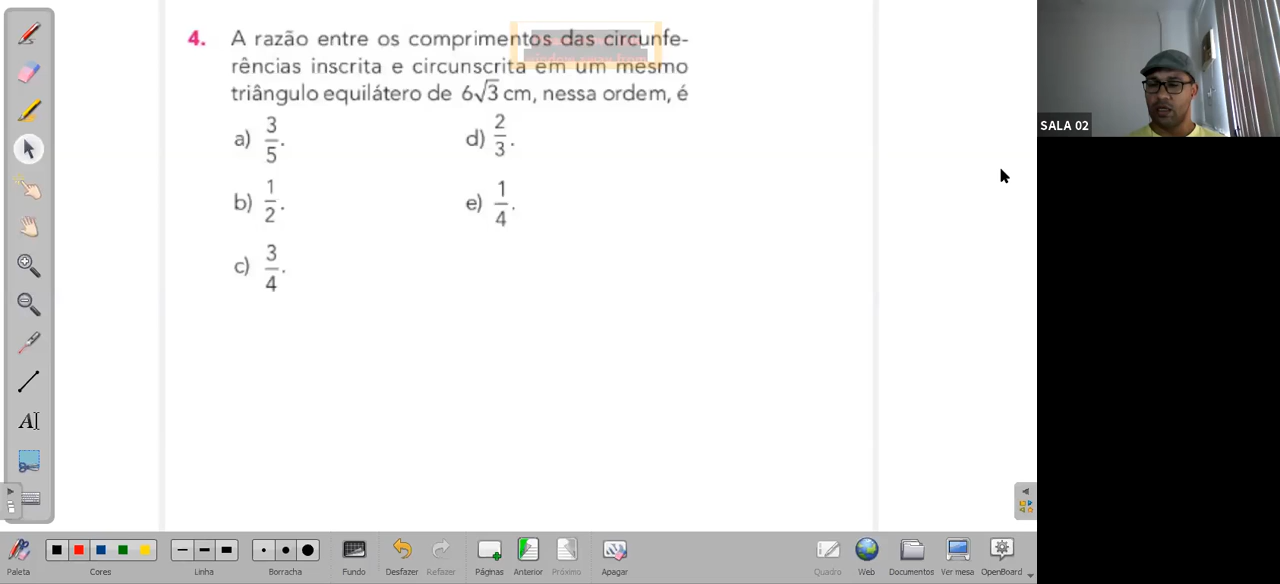 4. A razão entre os comprimentos das circunfe-
rências inscrita e circunscrita em um mesmo
triângulo equilátero de 6√3 cm, nessa ordem, é
a) 3/5.
d) 2/3.
b) 1/2.
e) 1/4.
c) 3/4.
SALA 02
AI
Paleta
Cores
Linha
Borracha
Fundo
Desfazer
Refazer
Páginas
Anterior
Próximo
Apagar
Quadro
Web
Documentos
Ver mesa
OpenBoard